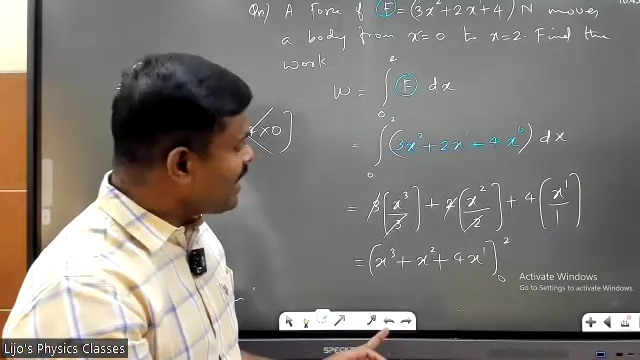 Qn) A Force of F = (3x² + 2x¹ + 4) N moves
a body from x=0 to x=2. Find the
work.
W = ∫₀² F dx
= ∫₀² (3x² + 2x¹ + 4x⁰) dx
×0)]
= 3[x³/3] + 2[x²/2] + 4[x¹/1]
= (x³ + x² + 4x¹]₀²
Activate Windows
Go to Settings to activate Windows.
Lijo's Physics Classes